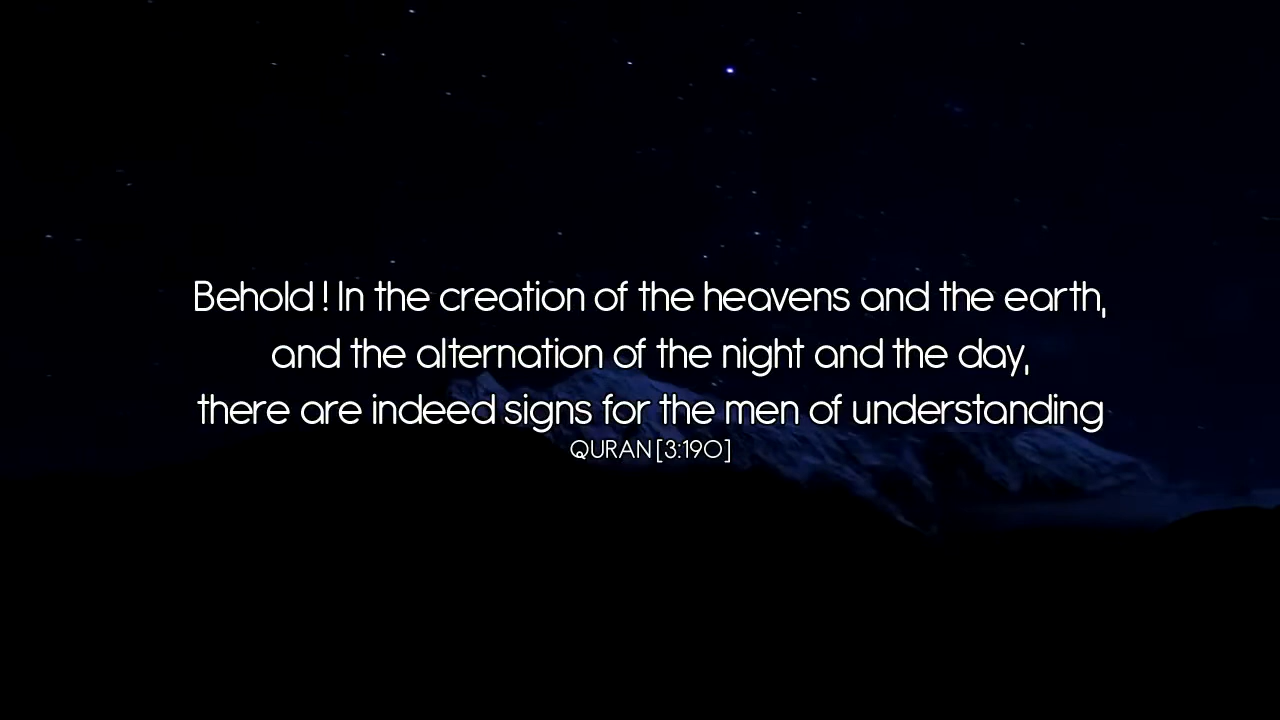 Behold ! In the creation of the heavens and the earth,
and the alternation of the night and the day,
there are indeed signs for the men of understanding
QURAN [3:190]